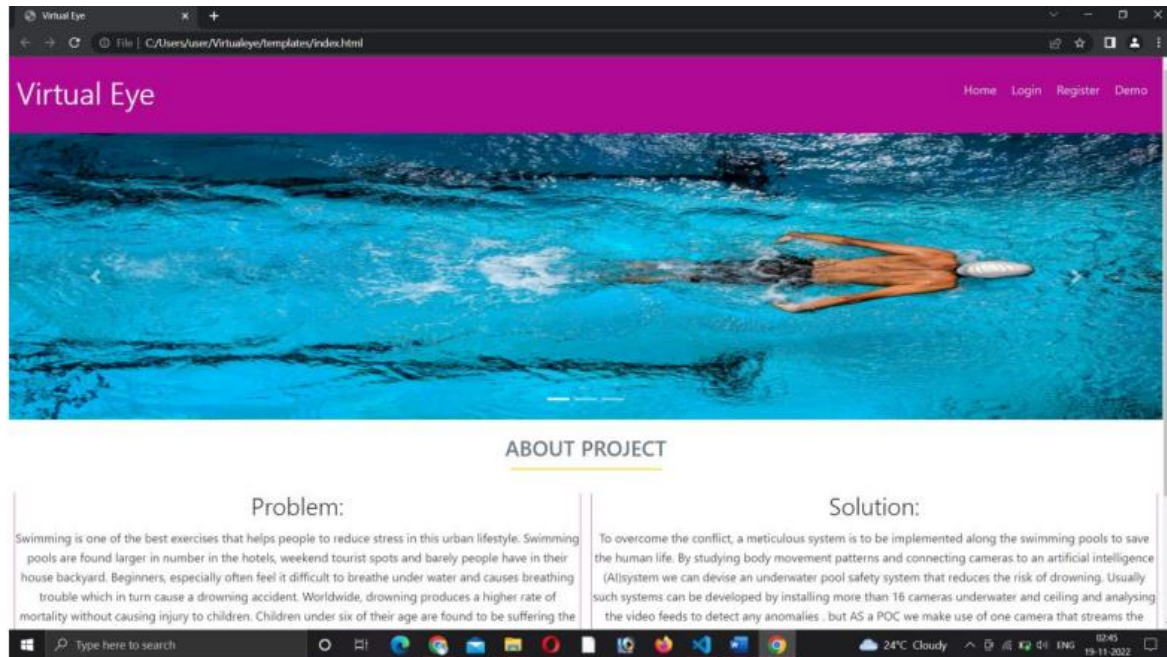 Virtual Eye
File | C:/Users/user/Virtualeye/templates/index.html
Virtual Eye
Home Login Register Demo
ABOUT PROJECT
Problem:
Swimming is one of the best exercises that helps people to reduce stress in this urban lifestyle. Swimming
pools are found larger in number in the hotels, weekend tourist spots and barely people have in their
house backyard. Beginners, especially often feel it difficult to breathe under water and causes breathing
trouble which in turn cause a drowning accident. Worldwide, drowning produces a higher rate of
mortality without causing injury to children. Children under six of their age are found to be suffering the
Solution:
To overcome the conflict, a meticulous system is to be implemented along the swimming pools to save
the human life. By studying body movement patterns and connecting cameras to an artificial intelligence
(AI)system we can devise an underwater pool safety system that reduces the risk of drowning. Usually
such systems can be developed by installing more than 16 cameras underwater and ceiling and analysing
the video feeds to detect any anomalies . but AS a POC we make use of one camera that streams the
Type here to search
24°C Cloudy
ENG
02:45
19-11-2022